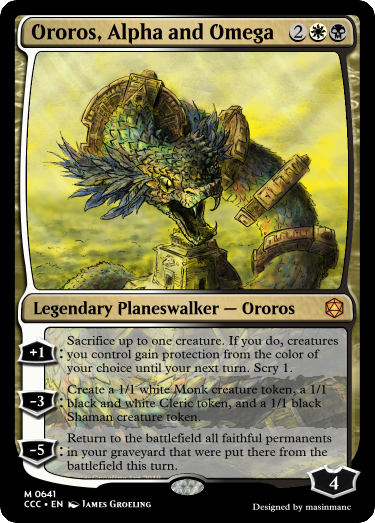 Ororos, Alpha and Omega 2
Legendary Planeswalker — Ororos
+1: Sacrifice up to one creature. If you do, creatures
you control gain protection from the color of
your choice until your next turn. Scry 1.
-3: Create a 1/1 white Monk creature token, a 1/1
black and white Cleric token, and a 1/1 black
Shaman creature token.
-5: Return to the battlefield all faithful permanents
in your graveyard that were put there from the
battlefield this turn.
4
M 0641
CCC • EN James Groeling
Designed by masinmanc